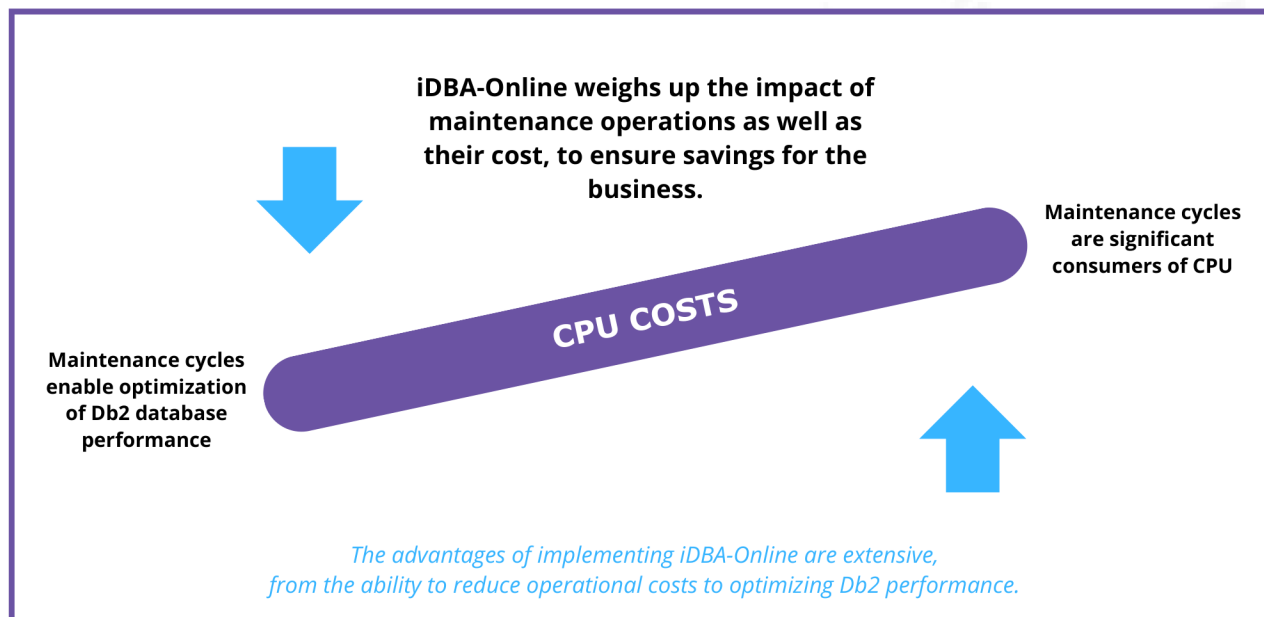 iDBA-Online weighs up the impact of
maintenance operations as well as
their cost, to ensure savings for the
business.
Maintenance cycles
are significant
consumers of CPU
CPU COSTS
Maintenance cycles
enable optimization
of Db2 database
performance
The advantages of implementing iDBA-Online are extensive,
from the ability to reduce operational costs to optimizing Db2 performance.